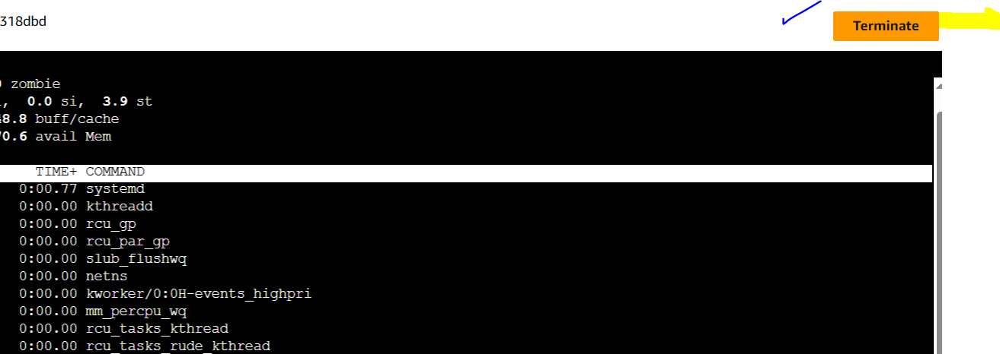 318dbd
Terminate
zombie
, 0.0 si, 3.9 st
48.8 buff/cache
70.6 avail Mem
TIME+ COMMAND
0:00.77 systemd
0:00.00 kthreadd
0:00.00 rcu_gp
0:00.00 rcu_par_gp
0:00.00 slub_flushwq
0:00.00 netns
0:00.00 kworker/0:0H-events_highpri
0:00.00 mm_percpu_wq
0:00.00 rcu_tasks_kthread
0:00.00 rcu_tasks_rude_kthread